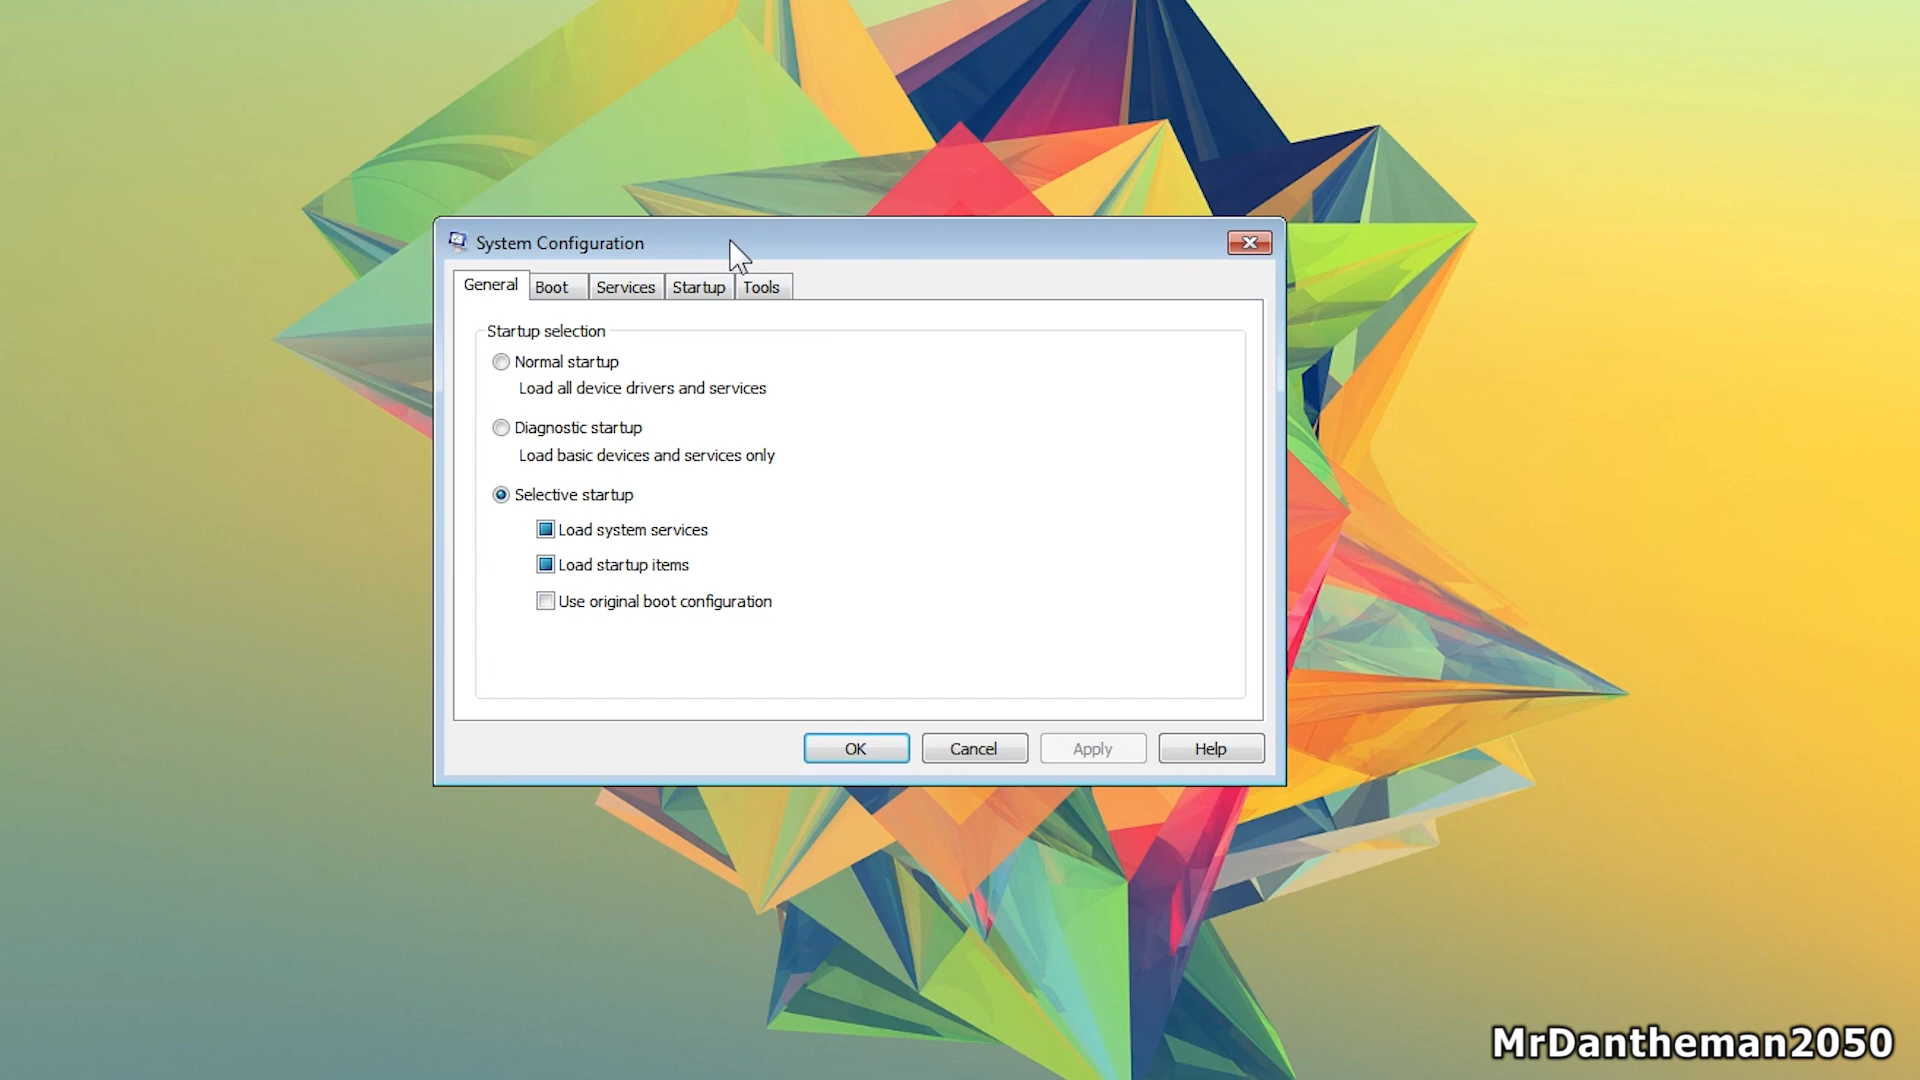 System Configuration
General Boot Services Startup Tools
Startup selection
Normal startup
Load all device drivers and services
Diagnostic startup
Load basic devices and services only
Selective startup
Load system services
Load startup items
Use original boot configuration
OK Cancel Apply Help
MrDantheman2050